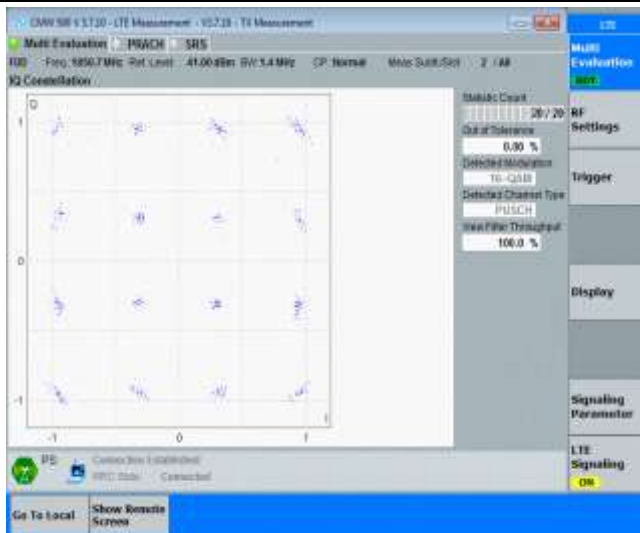 CMW 500 V 3.7.20 - LTE Measurement - V3.7.20 - TX Measurement
LTE
Multi Evaluation PRACH SRS
Multi
Evaluation
RDY
FDD Freq: 1850.7 MHz Ref. Level: 41.00 dBm BW: 1.4 MHz CP: Normal Meas Subfr./Slot 2 / All
IQ Constellation
Statistic Count
20 / 20
Out of Tolerance
0.00 %
Detected Modulation
16-QAM
Detected Channel Type
PUSCH
View Filter Throughput
100.0 %
RF
Settings
Trigger
Display
Signaling
Parameter
LTE
Signaling
ON
Q
1
0
-1
-1 0 1
I
PS
Connection Established
RRC State Connected
Go To Local
Show Remote
Screen